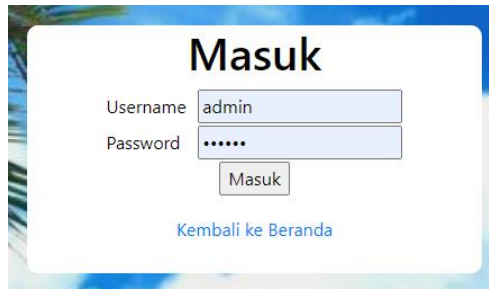 Masuk
Username admin
Password ••••••
Masuk
Kembali ke Beranda